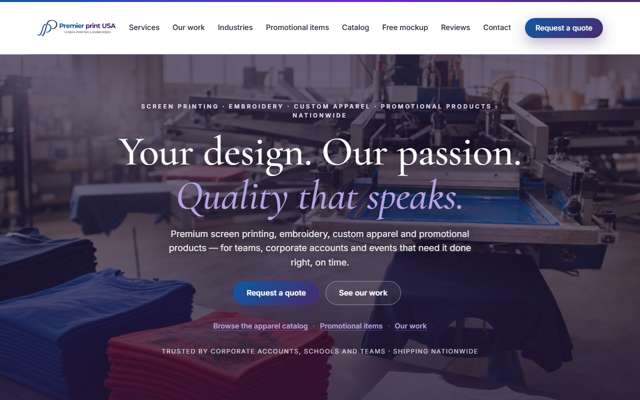 Premier print USA
Services
Our work
Industries
Promotional items
Catalog
Free mockup
Reviews
Contact
Request a quote
SCREEN PRINTING · EMBROIDERY · CUSTOM APPAREL · PROMOTIONAL PRODUCTS ·
NATIONWIDE
Your design. Our passion.
Quality that speaks.
Premium screen printing, embroidery, custom apparel and promotional
products — for teams, corporate accounts and events that need it done
right, on time.
Request a quote
See our work
Browse the apparel catalog · Promotional items · Our work
TRUSTED BY CORPORATE ACCOUNTS, SCHOOLS AND TEAMS · SHIPPING NATIONWIDE